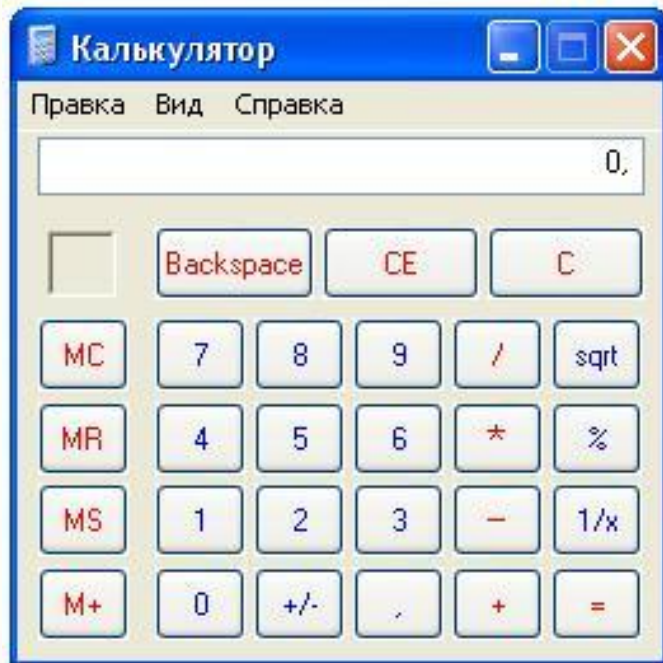 Калькулятор
Правка Вид Справка
0,
Backspace CE C
MC 7 8 9 / sqrt
MR 4 5 6 * %
MS 1 2 3 - 1/x
M+ 0 +/- , + =